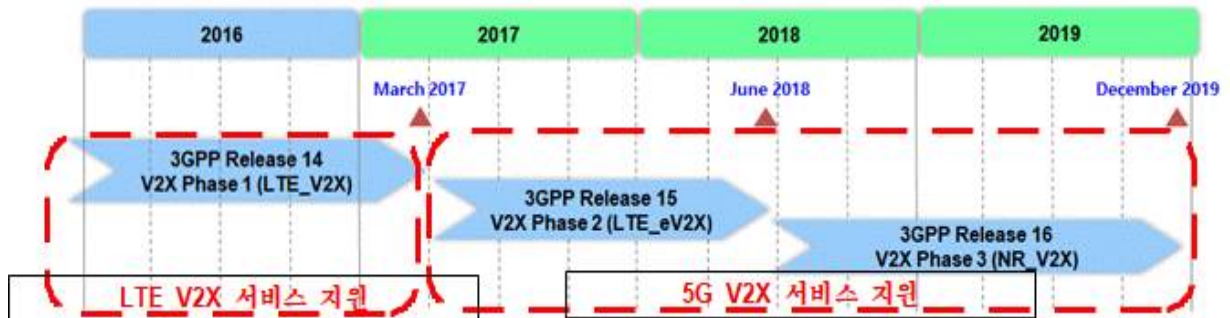 2016 2017 2018 2019
March 2017 June 2018 December 2019
3GPP Release 14
V2X Phase 1 (LTE_V2X)
3GPP Release 15
V2X Phase 2 (LTE_eV2X)
3GPP Release 16
V2X Phase 3 (NR_V2X)
LTE V2X 서비스 지원
5G V2X 서비스 지원